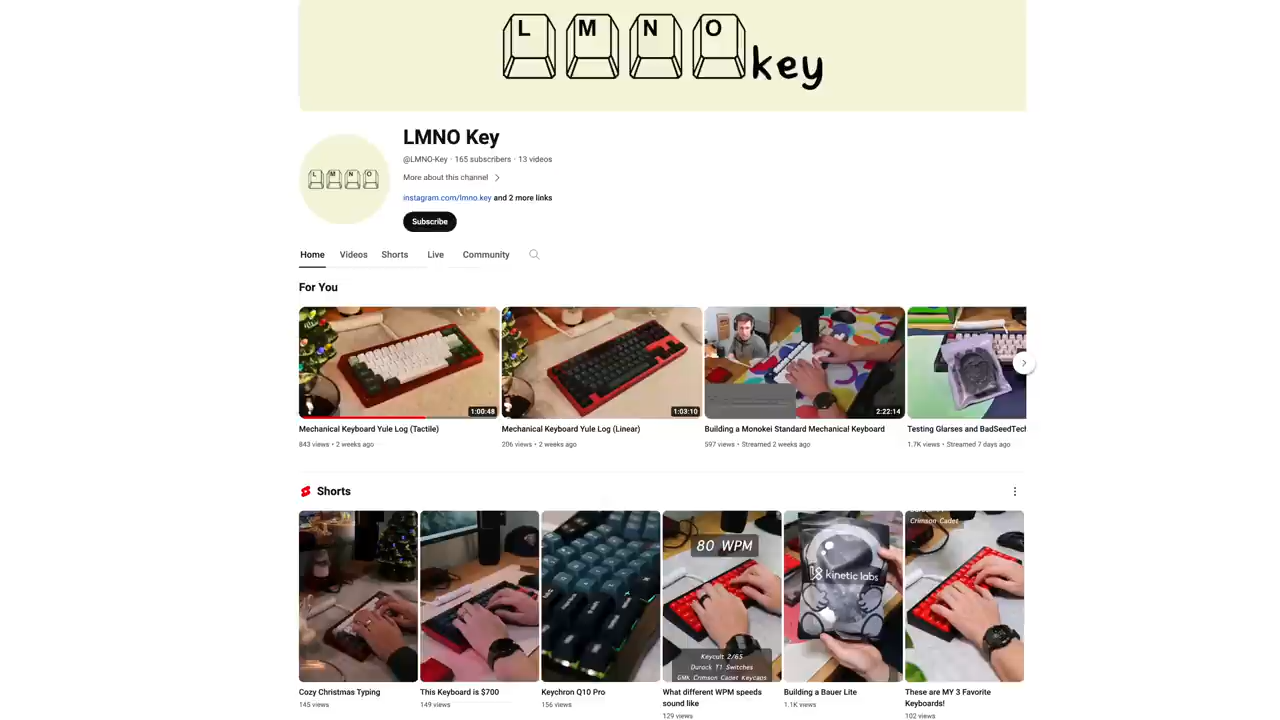 L M N O key
LMNO Key
L M N O
@LMNO-Key · 165 subscribers · 13 videos
More about this channel
instagram.com/lmno.key and 2 more links
Subscribe
Home Videos Shorts Live Community
For You
1:00:48 1:03:10 2:22:14
Mechanical Keyboard Yule Log (Tactile) Mechanical Keyboard Yule Log (Linear) Building a Monokei Standard Mechanical Keyboard Testing Glarses and BadSeedTech
843 views • 2 weeks ago 206 views • 2 weeks ago 597 views • Streamed 2 weeks ago 1.7K views • Streamed 7 days ago
Shorts
Crimson Cadet
80 WPM
kinetic labs
Keycult 2/65
Durock T1 Switches
GMK Crimson Cadet Keycaps
Cozy Christmas Typing This Keyboard is $700 Keychron Q10 Pro What different WPM speeds sound like Building a Bauer Lite These are MY 3 Favorite Keyboards!
145 views 149 views 156 views 129 views 1.1K views 102 views